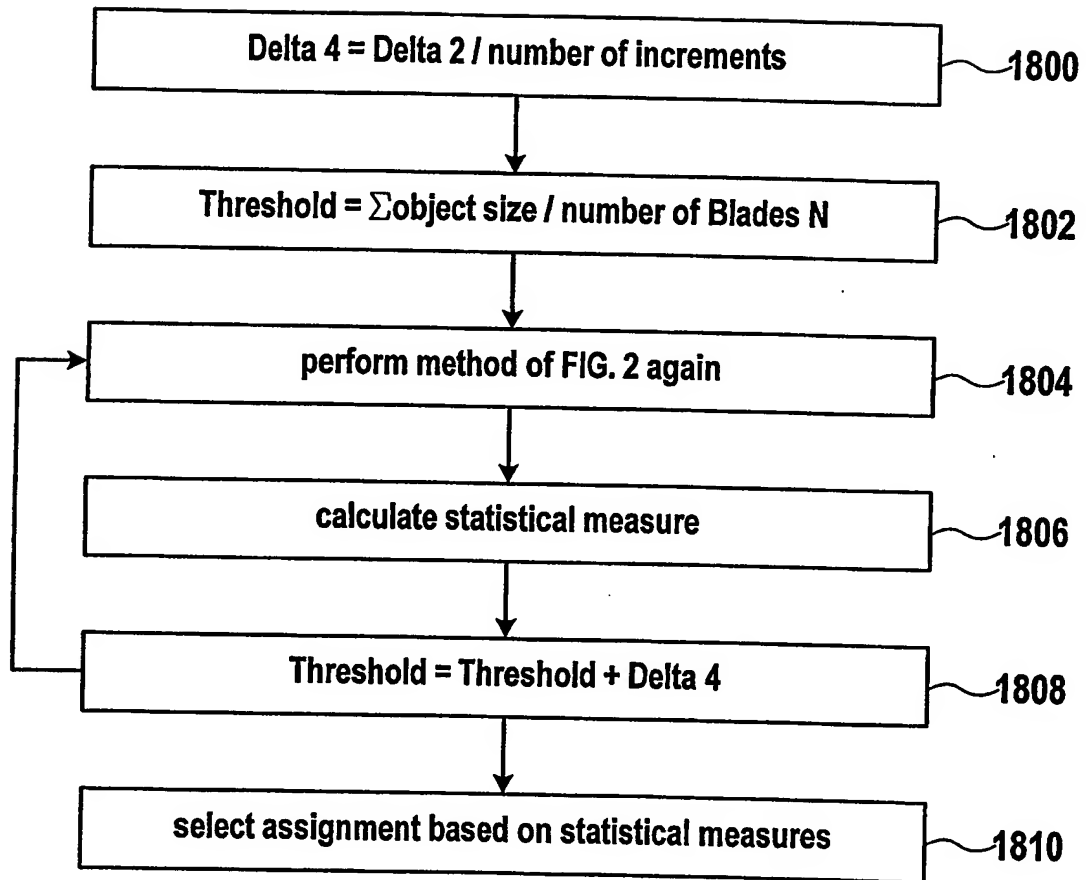 Delta 4 = Delta 2 / number of increments
1800
Threshold = Σobject size / number of Blades N
1802
perform method of FIG. 2 again
1804
calculate statistical measure
1806
Threshold = Threshold + Delta 4
1808
select assignment based on statistical measures
1810